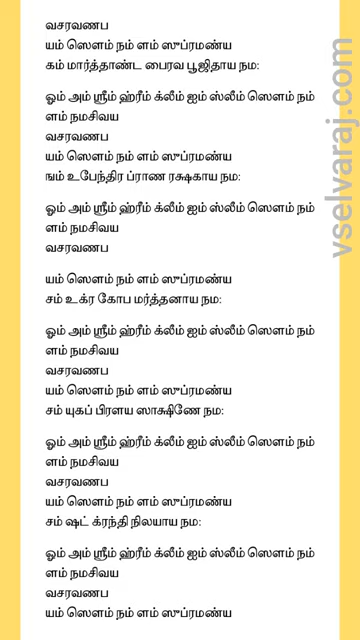 வசரவணப
யம் ஸௌம் நம் ளம் ஸுப்ரமண்ய
கம் மார்த்தாண்ட பைரவ பூஜிதாய நம:
ஓம் அம் ஸ்ரீம் ஹ்ரீம் க்லீம் ஐம் ஸ்லீம் ஸௌம் நம்
ளம் நமசிவய
வசரவணப
யம் ஸௌம் நம் ளம் ஸுப்ரமண்ய
ஙம் உபேந்திர ப்ராண ரக்ஷகாய நம:
ஓம் அம் ஸ்ரீம் ஹ்ரீம் க்லீம் ஐம் ஸ்லீம் ஸௌம் நம்
ளம் நமசிவய
வசரவணப
யம் ஸௌம் நம் ளம் ஸுப்ரமண்ய
சம் உக்ர கோப மர்த்தனாய நம:
ஓம் அம் ஸ்ரீம் ஹ்ரீம் க்லீம் ஐம் ஸ்லீம் ஸௌம் நம்
ளம் நமசிவய
வசரவணப
யம் ஸௌம் நம் ளம் ஸுப்ரமண்ய
சம் யுகப் பிரளய ஸாக்ஷிணே நம:
ஓம் அம் ஸ்ரீம் ஹ்ரீம் க்லீம் ஐம் ஸ்லீம் ஸௌம் நம்
ளம் நமசிவய
வசரவணப
யம் ஸௌம் நம் ளம் ஸுப்ரமண்ய
சம் ஷட் க்ரந்தி நிலயாய நம:
ஓம் அம் ஸ்ரீம் ஹ்ரீம் க்லீம் ஐம் ஸ்லீம் ஸௌம் நம்
ளம் நமசிவய
வசரவணப
யம் ஸௌம் நம் ளம் ஸுப்ரமண்ய
vselvaraj.com